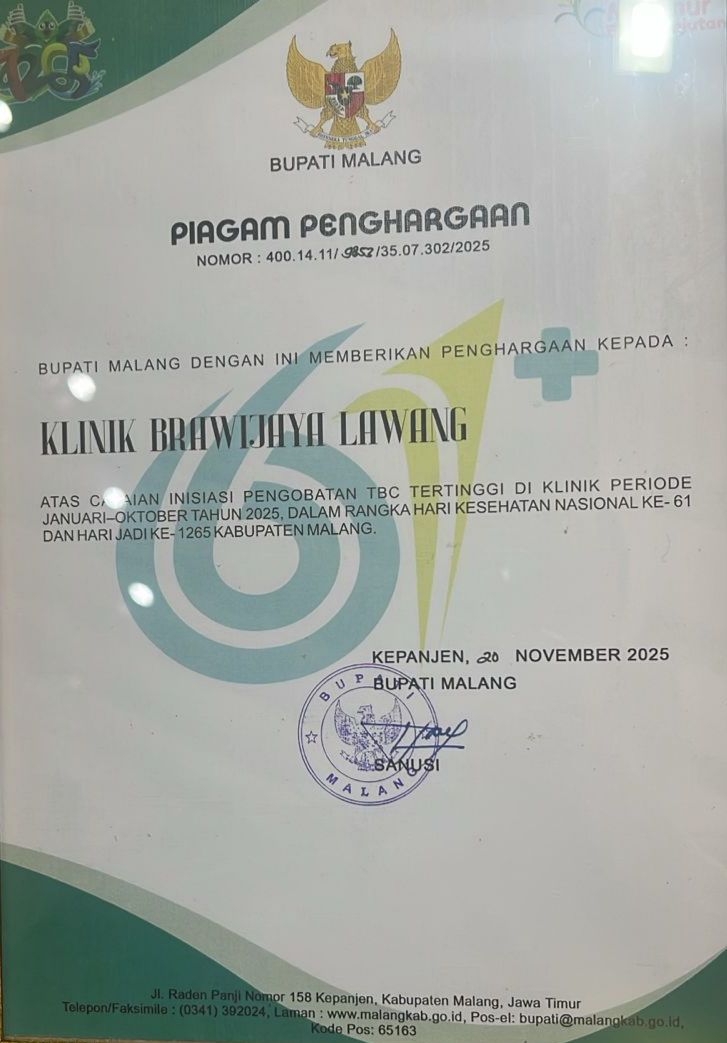 BUPATI MALANG
PIAGAM PENGHARGAAN
NOMOR : 400.14.11/ 9852 /35.07.302/2025
BUPATI MALANG DENGAN INI MEMBERIKAN PENGHARGAAN KEPADA :
KLINIK BRAWIJAYA LAWANG
ATAS INISIASI PENGOBATAN TBC TERTINGGI DI KLINIK PERIODE
JANUARI–OKTOBER TAHUN 2025, DALAM RANGKA HARI KESEHATAN NASIONAL KE- 61
DAN HARI JADI KE- 1265 KABUPATEN MALANG.
61
KEPANJEN, 20 NOVEMBER 2025
BUPATI MALANG
BUPATI
MALANG
SANUSI
Jl. Raden Panji Nomor 158 Kepanjen, Kabupaten Malang, Jawa Timur
Telepon/Faksimile : (0341) 392024, Laman : www.malangkab.go.id, Pos-el: bupati@malangkab.go.id,
Kode Pos: 65163